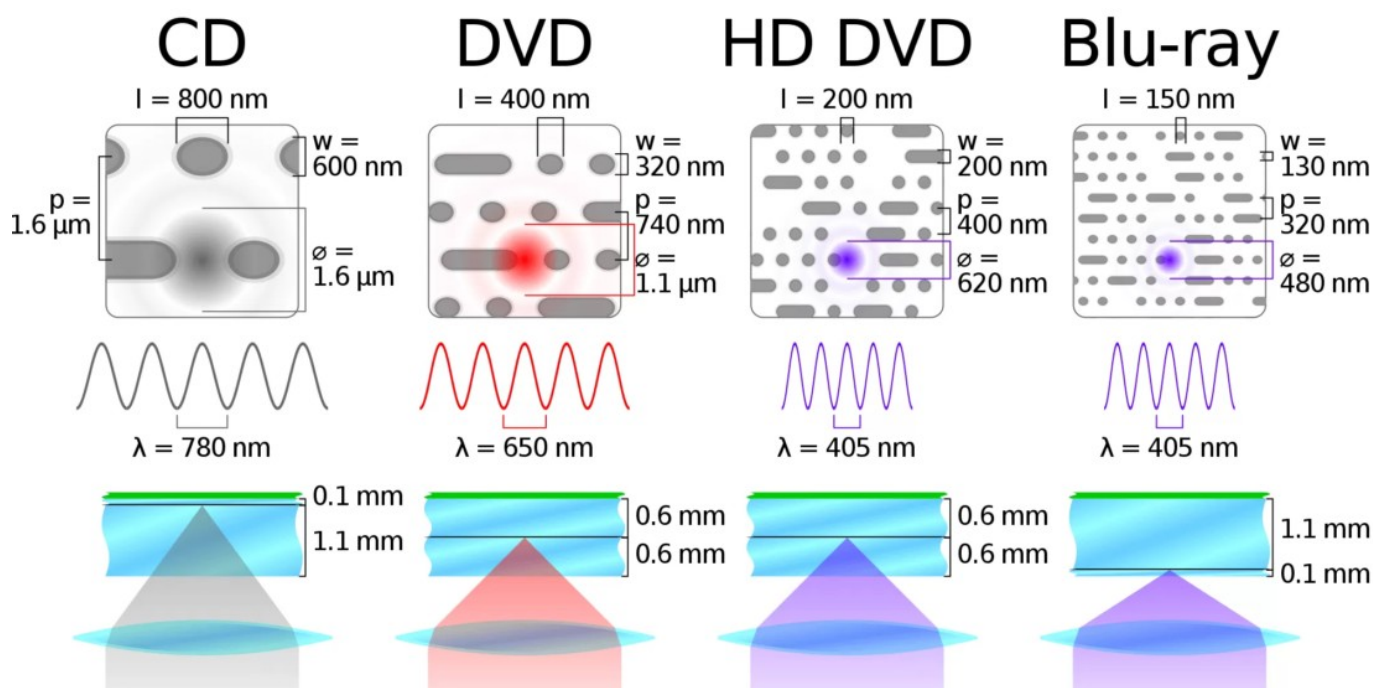 CD
l = 800 nm
w =
600 nm
p =
1.6 µm
⌀ =
1.6 µm
λ = 780 nm
0.1 mm
1.1 mm
DVD
l = 400 nm
w =
320 nm
p =
740 nm
⌀ =
1.1 µm
λ = 650 nm
0.6 mm
0.6 mm
HD DVD
l = 200 nm
w =
200 nm
p =
400 nm
⌀ =
620 nm
λ = 405 nm
0.6 mm
0.6 mm
Blu-ray
l = 150 nm
w =
130 nm
p =
320 nm
⌀ =
480 nm
λ = 405 nm
1.1 mm
0.1 mm